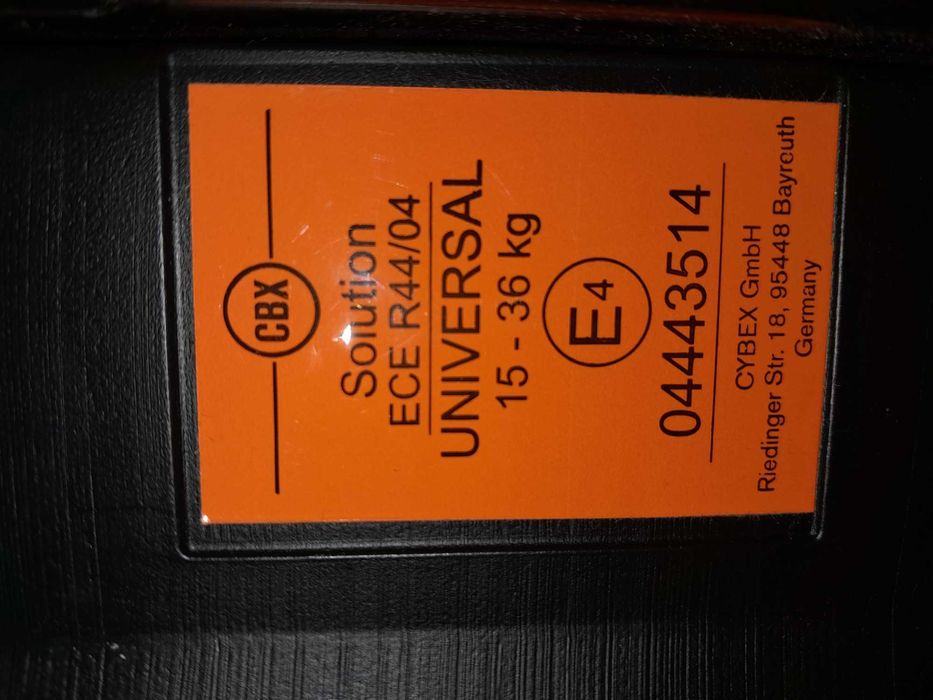 CBX
Solution
ECE R44/04
UNIVERSAL
15 - 36 kg
E4
04443514
CYBEX GmbH
Riedinger Str. 18, 95448 Bayreuth
Germany